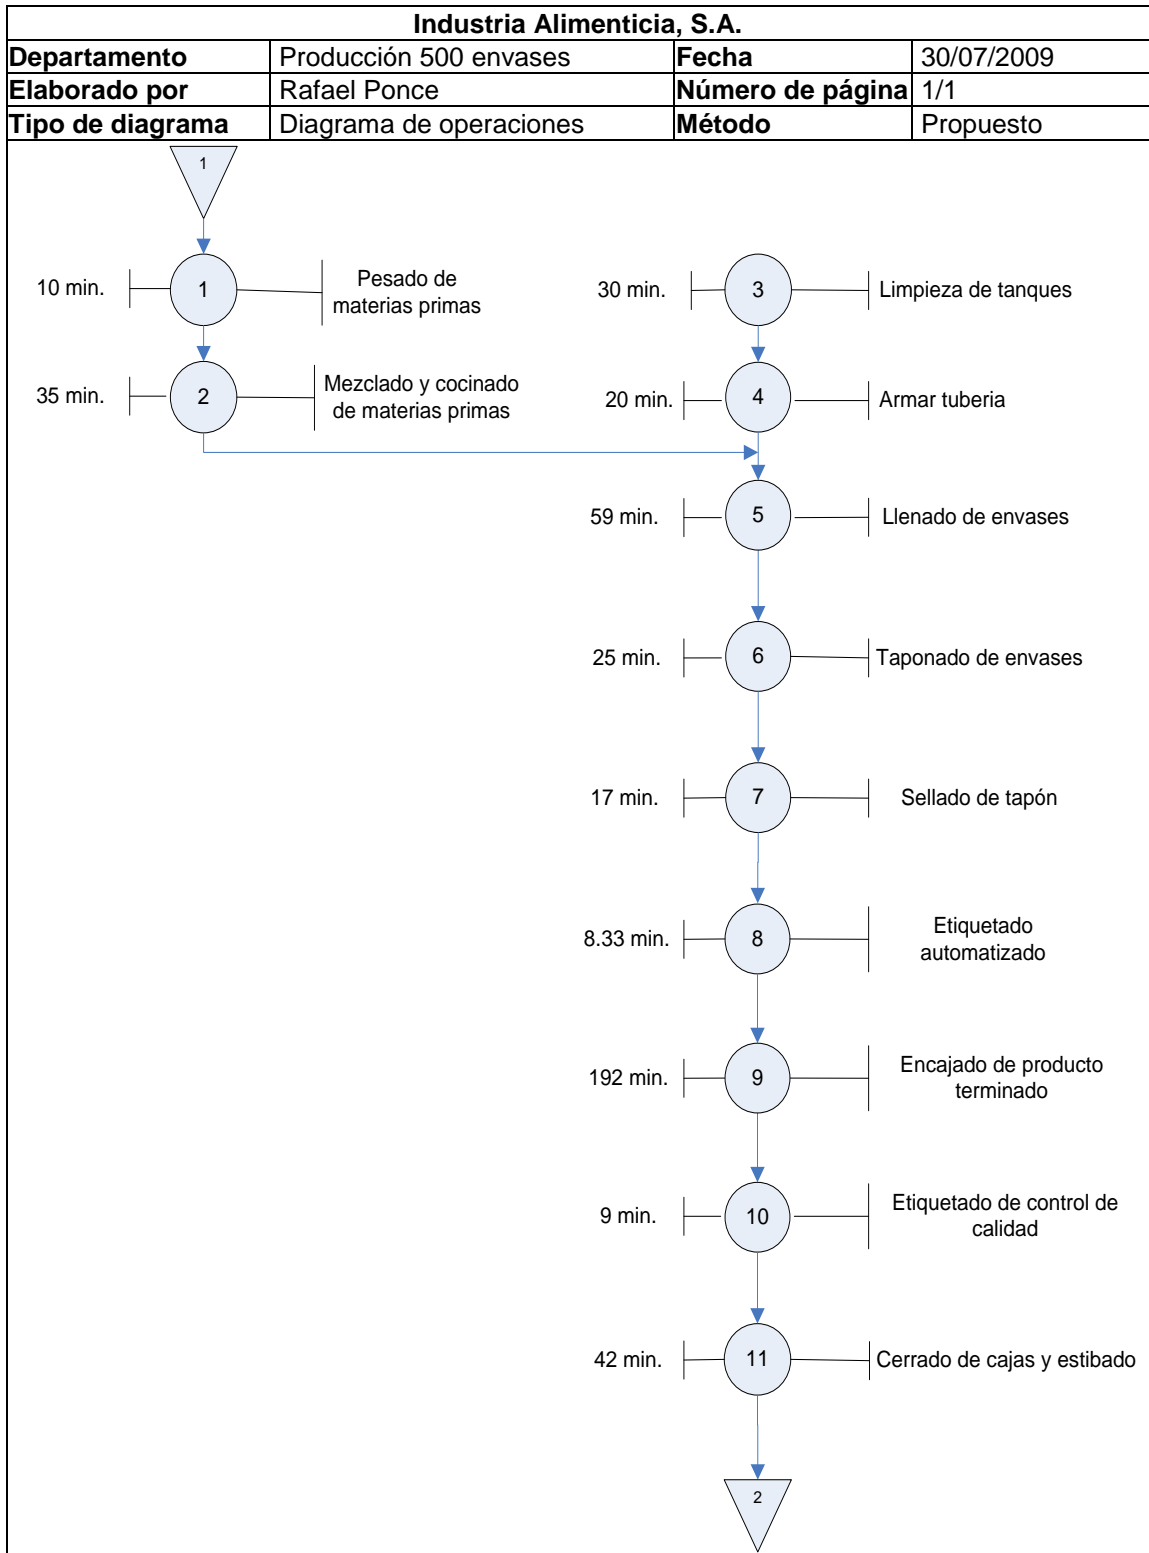 Industria Alimenticia, S.A.
Departamento Producción 500 envases Fecha 30/07/2009
Elaborado por Rafael Ponce Número de página 1/1
Tipo de diagrama Diagrama de operaciones Método Propuesto
1
10 min. 1 Pesado de
materias primas
30 min. 3 Limpieza de tanques
35 min. 2 Mezclado y cocinado
de materias primas
20 min. 4 Armar tuberia
59 min. 5 Llenado de envases
25 min. 6 Taponado de envases
17 min. 7 Sellado de tapón
8.33 min. 8 Etiquetado
automatizado
192 min. 9 Encajado de producto
terminado
9 min. 10 Etiquetado de control de
calidad
42 min. 11 Cerrado de cajas y estibado
2